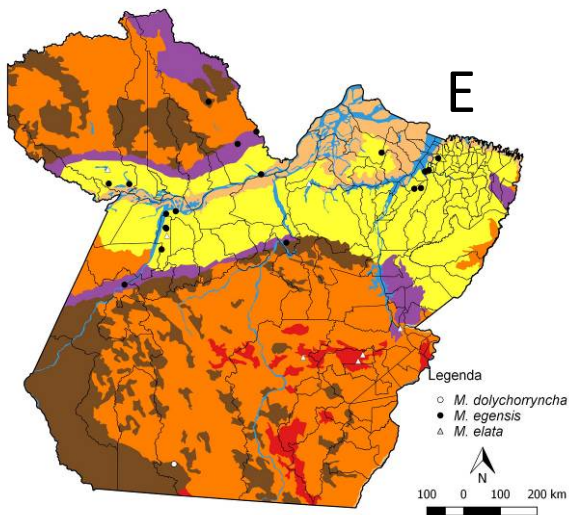 E
Legenda
M. dolychorryncha
M. egensis
M. elata
N
100 0 100 200 km